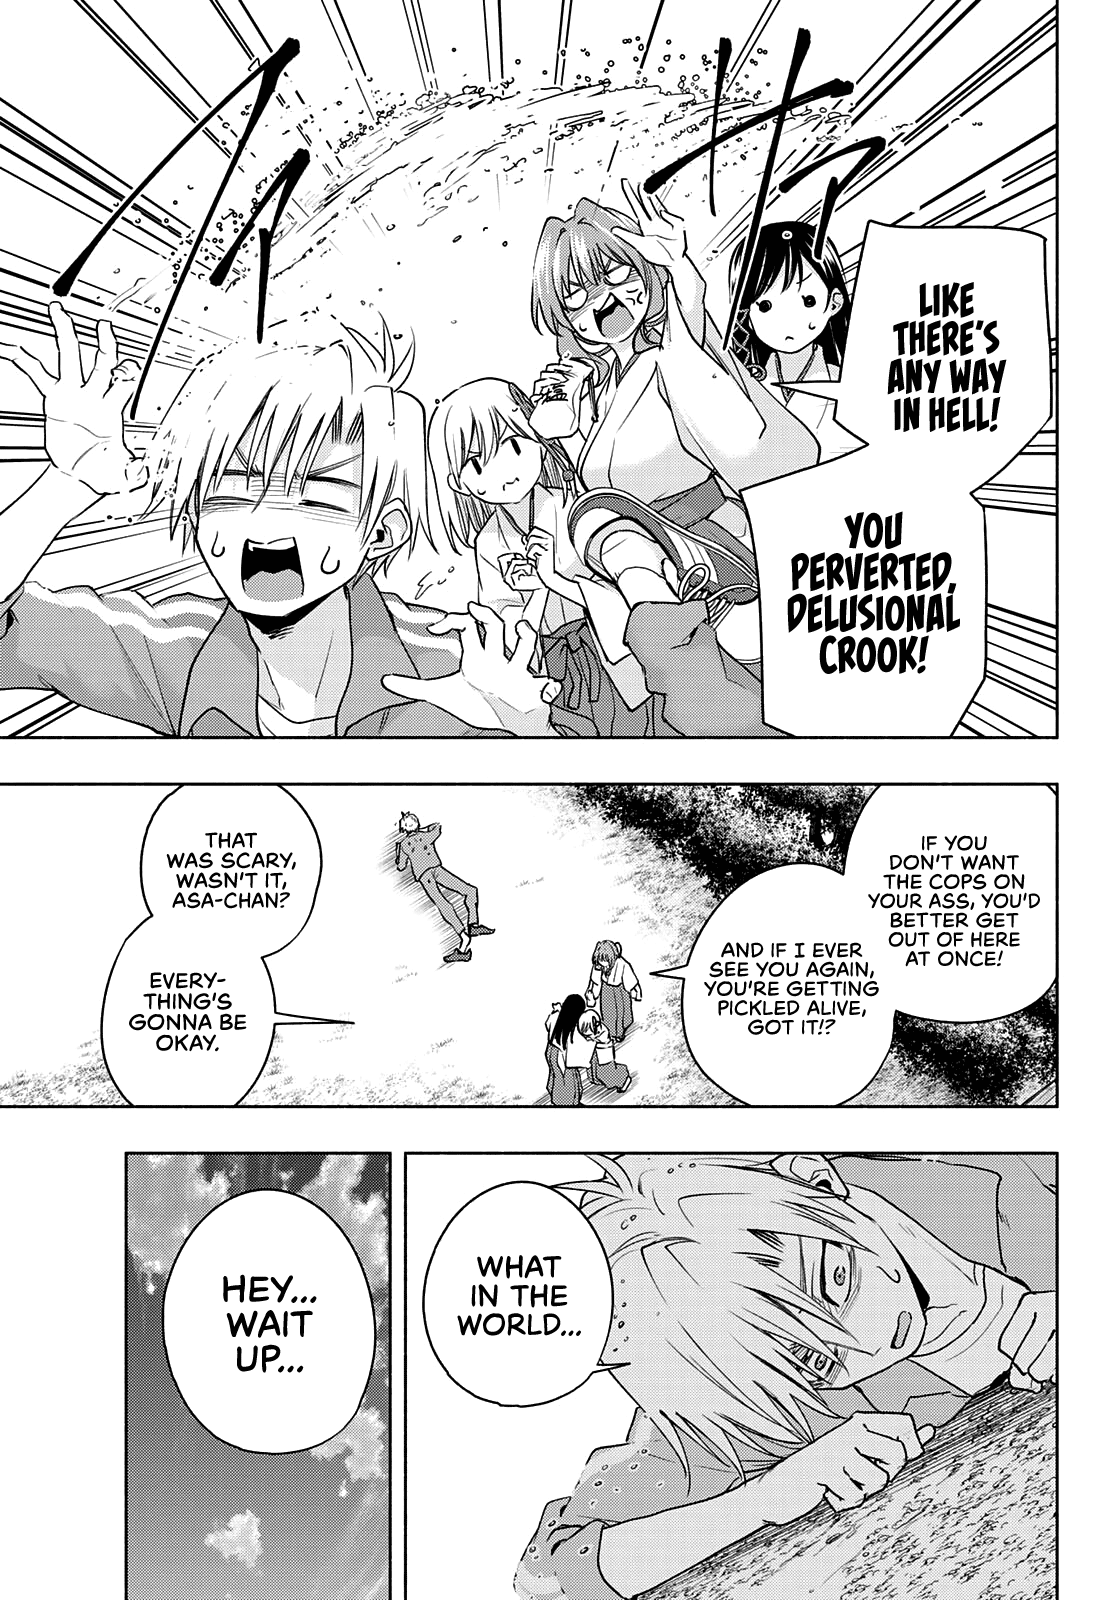 LIKE
THERE'S
ANY WAY
IN HELL!
YOU
PERVERTED,
DELUSIONAL
CROOK!
塩
IF YOU
DON'T WANT
THE COPS ON
YOUR ASS, YOU'D
BETTER GET
OUT OF HERE
AT ONCE!
AND IF I EVER
SEE YOU AGAIN,
YOU'RE GETTING
PICKLED ALIVE,
GOT IT!?
THAT
WAS SCARY,
WASN'T IT,
ASA-CHAN?
EVERY-
THING'S
GONNA BE
OKAY.
WHAT
IN THE
WORLD...
HEY...
WAIT
UP...